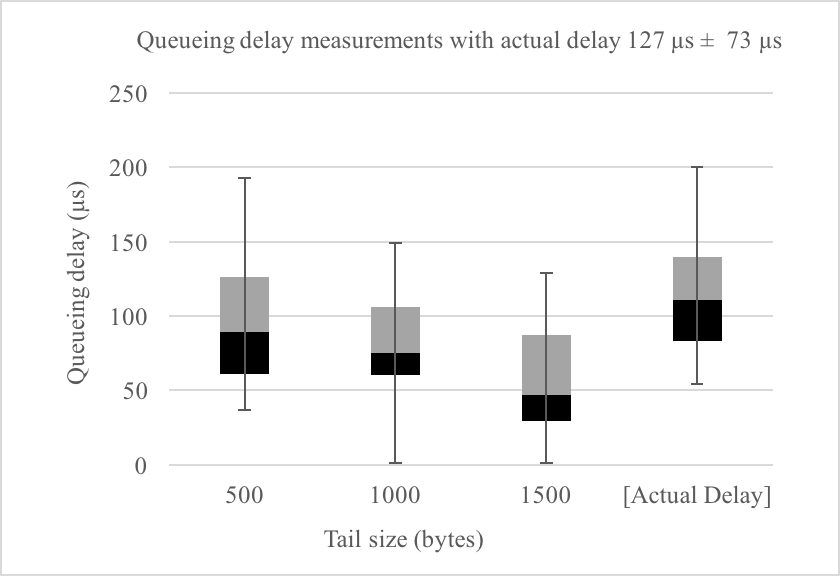 Queueing delay measurements with actual delay 127 μs ± 73 μs
250
200
150
100
50
0
Queueing delay (μs)
500 1000 1500 [Actual Delay]
Tail size (bytes)